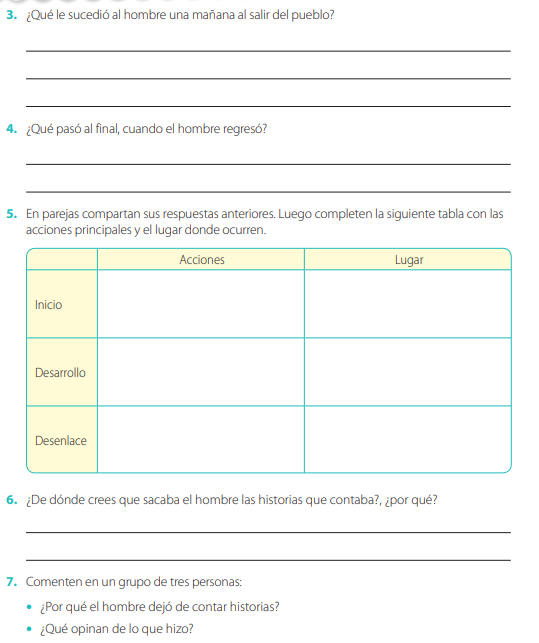 3. ¿Qué le sucedió al hombre una mañana al salir del pueblo?
4. ¿Qué pasó al final, cuando el hombre regresó?
5. En parejas compartan sus respuestas anteriores. Luego completen la siguiente tabla con las
acciones principales y el lugar donde ocurren.
Acciones Lugar
Inicio
Desarrollo
Desenlace
6. ¿De dónde crees que sacaba el hombre las historias que contaba?, ¿por qué?
7. Comenten en un grupo de tres personas:
• ¿Por qué el hombre dejó de contar historias?
• ¿Qué opinan de lo que hizo?